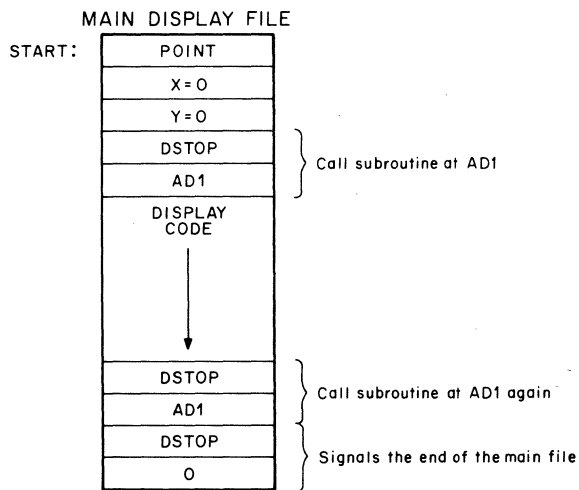 MAIN DISPLAY FILE
START:
POINT
X=0
Y=0
DSTOP
AD1
Call subroutine at AD1
DISPLAY
CODE
DSTOP
AD1
Call subroutine at AD1 again
DSTOP
0
Signals the end of the main file